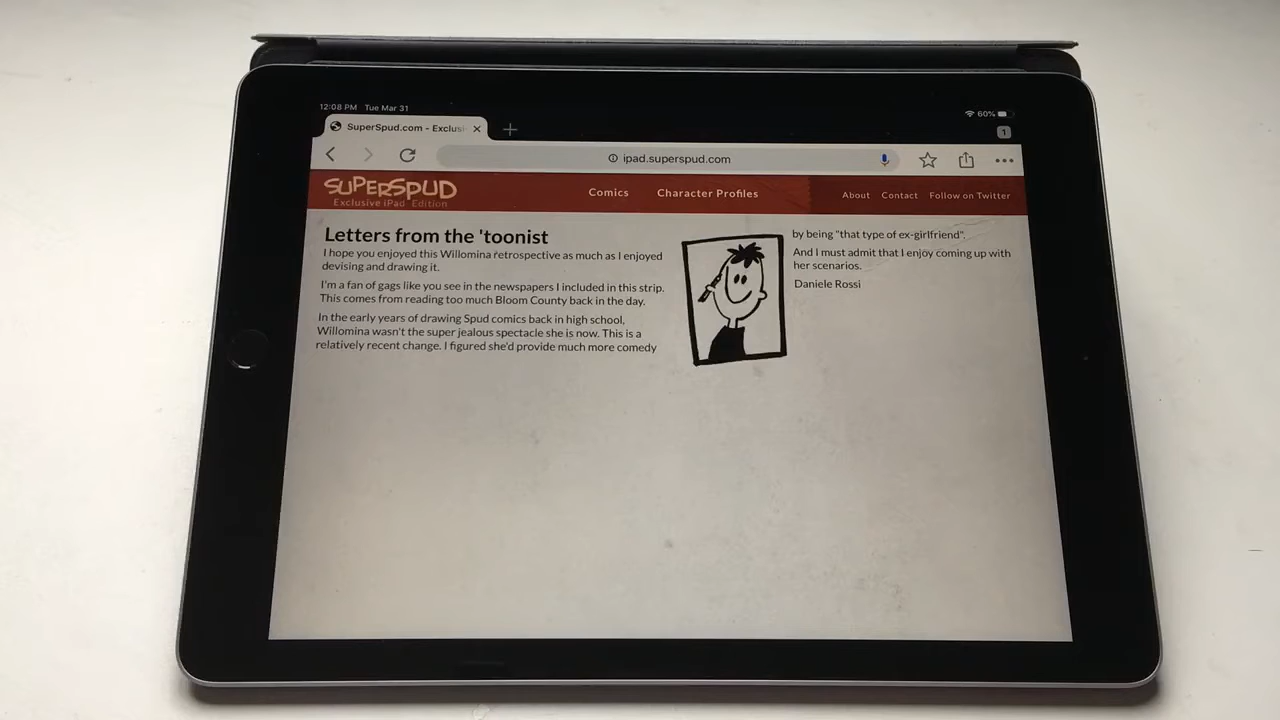 12:08 PM Tue Mar 31
60%
SuperSpud.com - Exclusi
1
ipad.superspud.com
SUPERSPUD
Exclusive iPad Edition
Comics
Character Profiles
About
Contact
Follow on Twitter
Letters from the 'toonist
I hope you enjoyed this Willomina retrospective as much as I enjoyed
devising and drawing it.
I'm a fan of gags like you see in the newspapers I included in this strip.
This comes from reading too much Bloom County back in the day.
In the early years of drawing Spud comics back in high school,
Willomina wasn't the super jealous spectacle she is now. This is a
relatively recent change. I figured she'd provide much more comedy
by being "that type of ex-girlfriend".
And I must admit that I enjoy coming up with
her scenarios.
Daniele Rossi